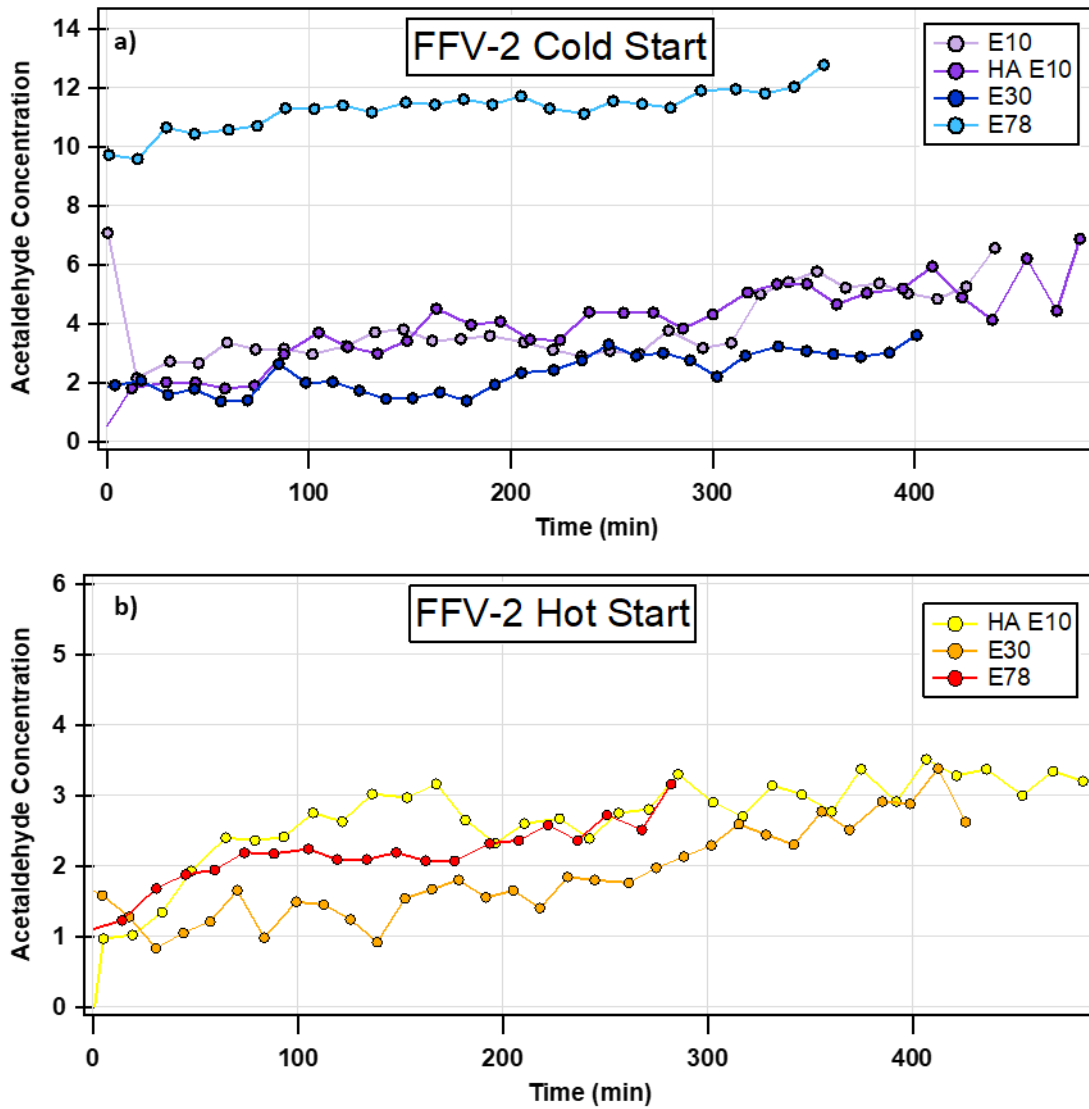 a)
FFV-2 Cold Start
E10
HA E10
E30
E78
Acetaldehyde Concentration
14
12
10
8
6
4
2
0
0 100 200 300 400
Time (min)
b)
FFV-2 Hot Start
HA E10
E30
E78
Acetaldehyde Concentration
6
5
4
3
2
1
0
0 100 200 300 400
Time (min)